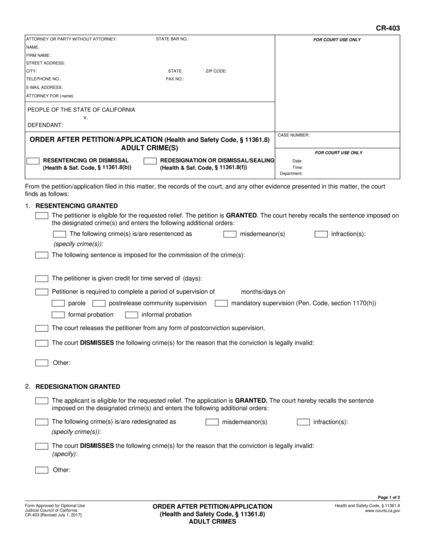 CR-403
ATTORNEY OR PARTY WITHOUT ATTORNEY: STATE BAR NO.:
NAME:
FIRM NAME:
STREET ADDRESS:
CITY: STATE: ZIP CODE:
TELEPHONE NO.: FAX NO.:
E-MAIL ADDRESS:
ATTORNEY FOR (name):
FOR COURT USE ONLY
PEOPLE OF THE STATE OF CALIFORNIA
v.
DEFENDANT:
ORDER AFTER PETITION/APPLICATION (Health and Safety Code, § 11361.8)
ADULT CRIME(S)
RESENTENCING OR DISMISSAL
(Health & Saf. Code, § 11361.8(b))
REDESIGNATION OR DISMISSAL/SEALING
(Health & Saf. Code, § 11361.8(f))
CASE NUMBER:
FOR COURT USE ONLY
Date:
Time:
Department:
From the petition/application filed in this matter, the records of the court, and any other evidence presented in this matter, the court
finds as follows:
1. RESENTENCING GRANTED
The petitioner is eligible for the requested relief. The petition is GRANTED. The court hereby recalls the sentence imposed on
the designated crime(s) and enters the following additional orders:
The following crime(s) is/are resentenced as misdemeanor(s) infraction(s):
(specify crime(s)):
The following sentence is imposed for the commission of the crime(s):
The petitioner is given credit for time served of (days):
Petitioner is required to complete a period of supervision of months/days on
parole postrelease community supervision mandatory supervision (Pen. Code, section 1170(h))
formal probation informal probation
The court releases the petitioner from any form of postconviction supervision.
The court DISMISSES the following crime(s) for the reason that the conviction is legally invalid:
Other:
2. REDESIGNATION GRANTED
The applicant is eligible for the requested relief. The application is GRANTED. The court hereby recalls the sentence
imposed on the designated crime(s) and enters the following additional orders:
The following crime(s) is/are redesignated as misdemeanor(s) infraction(s):
(specify crime(s)):
The court DISMISSES the following crime(s) for the reason that the conviction is legally invalid:
(specify):
Other:
Page 1 of 2
Form Approved for Optional Use
Judicial Council of California
CR-403 [Revised July 1, 2017]
ORDER AFTER PETITION/APPLICATION
(Health and Safety Code, § 11361.8)
ADULT CRIMES
Health and Safety Code, § 11361.8
www.courts.ca.gov